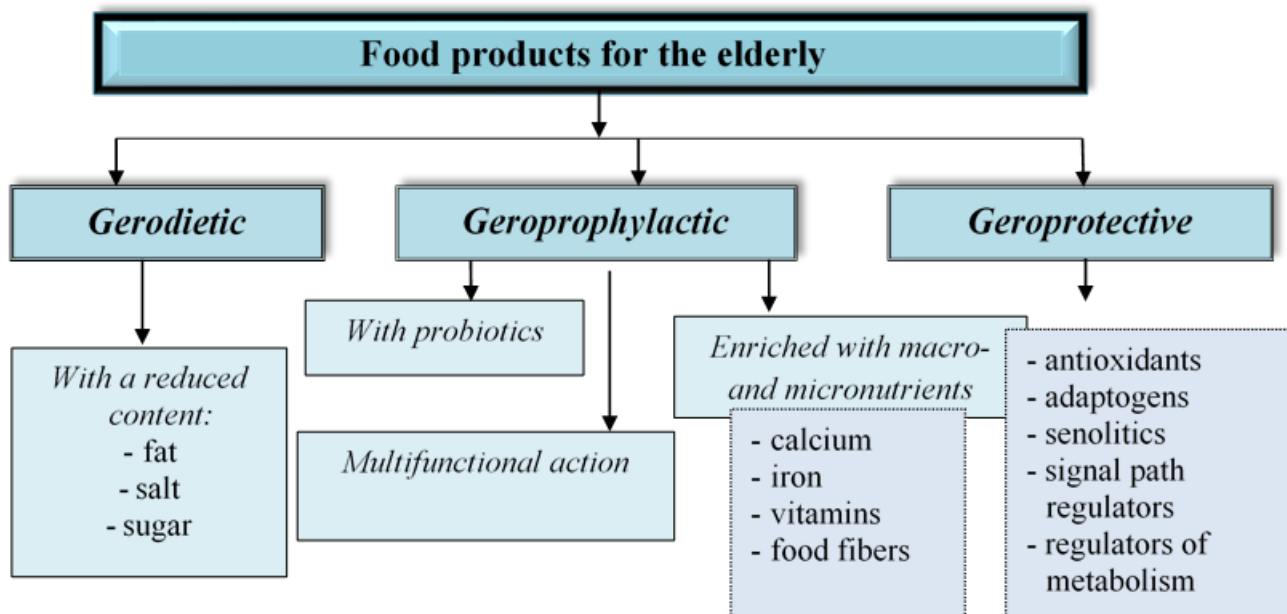 Food products for the elderly
Gerodietic
Geroprophylactic
Geroprotective
With a reduced
content:
- fat
- salt
- sugar
With probiotics
Multifunctional action
Enriched with macro-
and micronutrients
- calcium
- iron
- vitamins
- food fibers
- antioxidants
- adaptogens
- senolitics
- signal path
regulators
- regulators of
metabolism